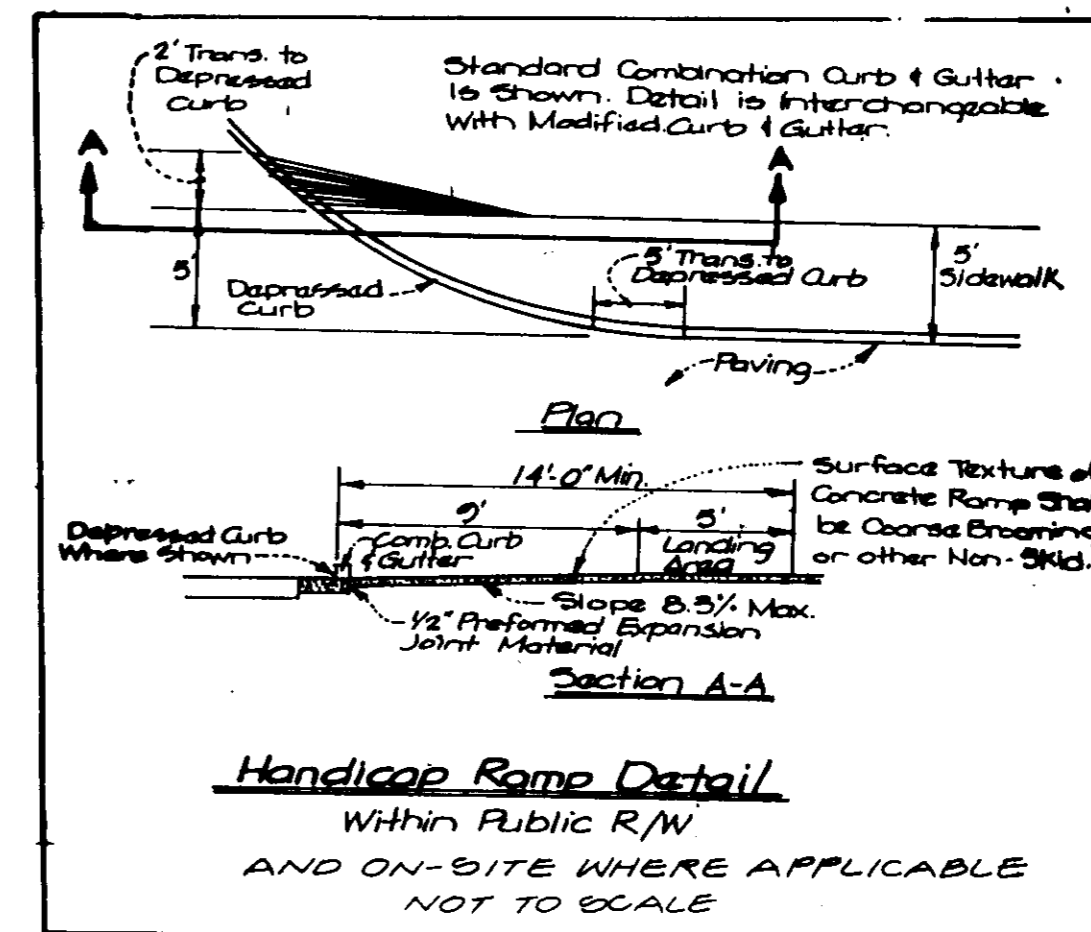 2' Trans. to
Depressed
Curb
Standard Combination Curb & Gutter
is Shown. Detail is Interchangeable
With Modified Curb & Gutter.
A
A
5'
Depressed
Curb
5' Trans. to
Depressed Curb
5'
Sidewalk
Paving
Plan
14'-0" Min.
9'
5'
Landing
Area
Surface Texture of
Concrete Ramp
be Coarse
or other Non-Skid.
Depressed Curb
Where Shown
Comb. Curb
& Gutter
Slope 8.3% Max.
1/2" Preformed Expansion
Joint Material
Section A-A
Handicap Ramp Detail
Within Public R/W
AND ON-SITE WHERE APPLICABLE
NOT TO SCALE